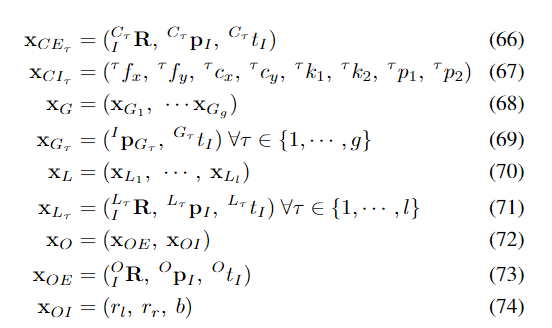 x_{CE_τ} = (^{C_τ}_I R, ^{C_τ}p_I, ^{C_τ}t_I) (66)
x_{CI_τ} = (^τf_x, ^τf_y, ^τc_x, ^τc_y, ^τk_1, ^τk_2, ^τp_1, ^τp_2) (67)
x_G = (x_{G_1}, ⋯ x_{G_g}) (68)
x_{G_τ} = (^Ip_{G_τ}, ^{G_τ}t_I) ∀τ ∈ {1, ⋯ , g} (69)
x_L = (x_{L_1}, ⋯ , x_{L_l}) (70)
x_{L_τ} = (^{L_τ}_I R, ^{L_τ}p_I, ^{L_τ}t_I) ∀τ ∈ {1, ⋯ , l} (71)
x_O = (x_{OE}, x_{OI}) (72)
x_{OE} = (^O_I R, ^Op_I, ^Ot_I) (73)
x_{OI} = (r_l, r_r, b) (74)